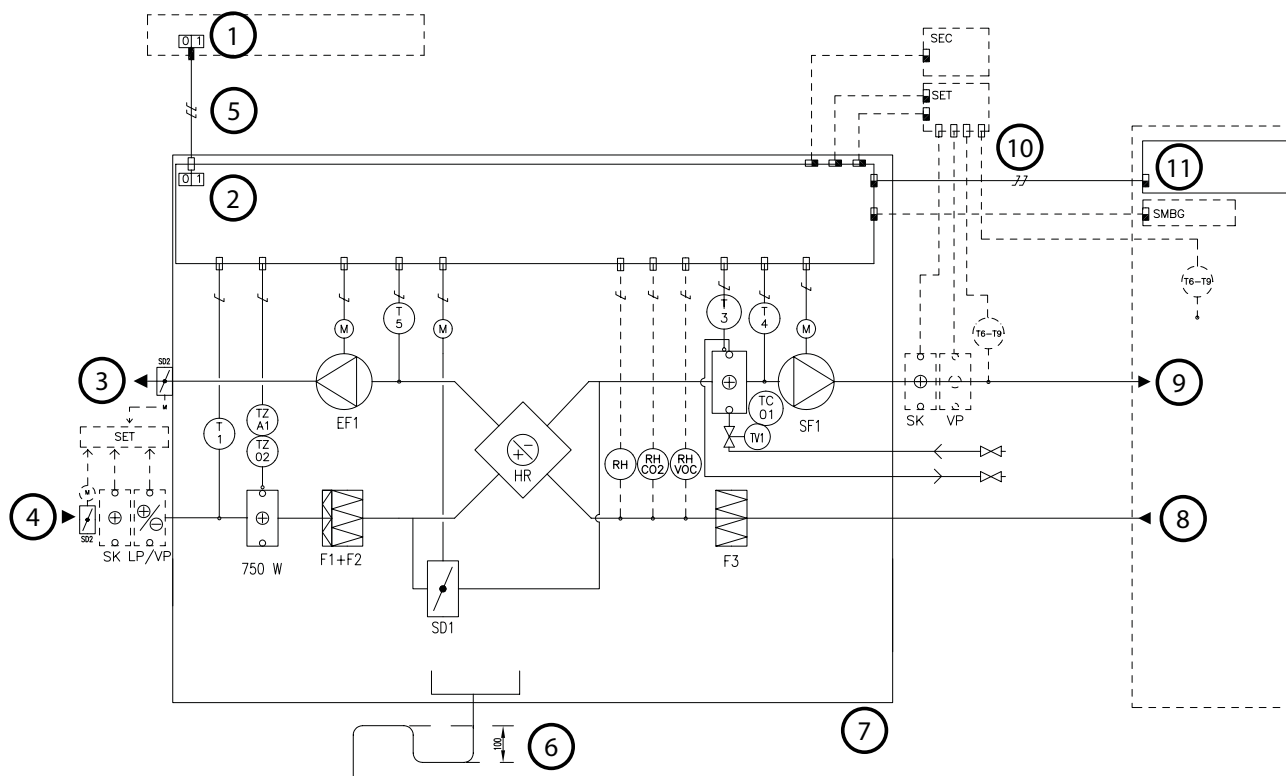 1
0 1
SEC
SET
5
10
0 1
2
11
SMBG
T6-T9
T
5
T
3
T
4
M
M
M
T6-T9
SD2
3
M
EF1
SET
T
1
TZ
A1
TZ
02
HR
RH
RH
CO2
RH
VOC
TC
01
TV1
SF1
SK
VP
9
M
4
SD2
SK
LP/VP
750 W
F1+F2
F3
8
SD1
100
6
7